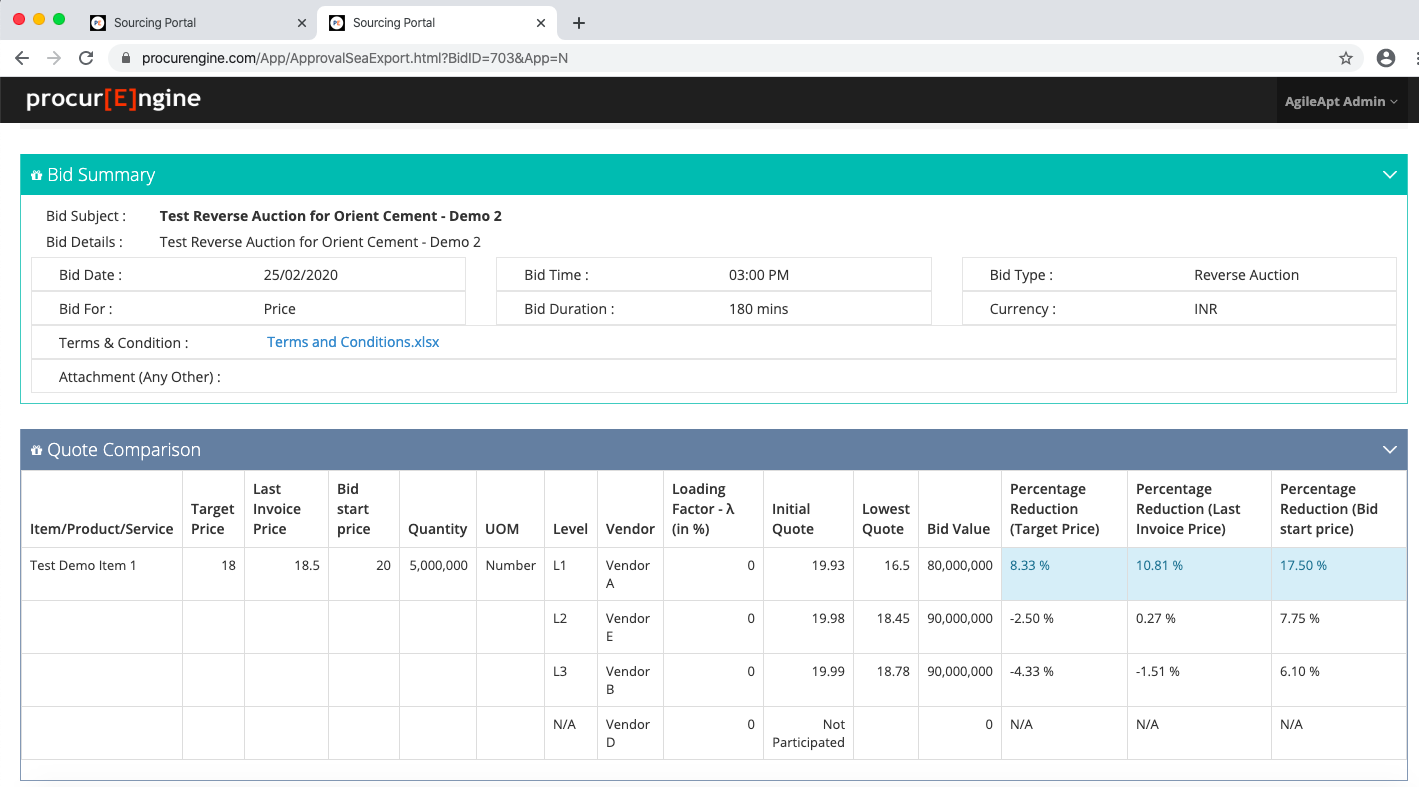 Sourcing Portal
Sourcing Portal
procurengine.com/App/ApprovalSeaExport.html?BidID=703&App=N
procur[E]ngine
AgileApt Admin
Bid Summary
Bid Subject : Test Reverse Auction for Orient Cement - Demo 2
Bid Details : Test Reverse Auction for Orient Cement - Demo 2
Bid Date : 25/02/2020 Bid Time : 03:00 PM Bid Type : Reverse Auction
Bid For : Price Bid Duration : 180 mins Currency : INR
Terms & Condition : Terms and Conditions.xlsx
Attachment (Any Other) :
Quote Comparison
Item/Product/Service Target Price Last Invoice Price Bid start price Quantity UOM Level Vendor Loading Factor - λ (in %) Initial Quote Lowest Quote Bid Value Percentage Reduction (Target Price) Percentage Reduction (Last Invoice Price) Percentage Reduction (Bid start price)
Test Demo Item 1 18 18.5 20 5,000,000 Number L1 Vendor A 0 19.93 16.5 80,000,000 8.33 % 10.81 % 17.50 %
L2 Vendor E 0 19.98 18.45 90,000,000 -2.50 % 0.27 % 7.75 %
L3 Vendor B 0 19.99 18.78 90,000,000 -4.33 % -1.51 % 6.10 %
N/A Vendor D 0 Not Participated 0 N/A N/A N/A